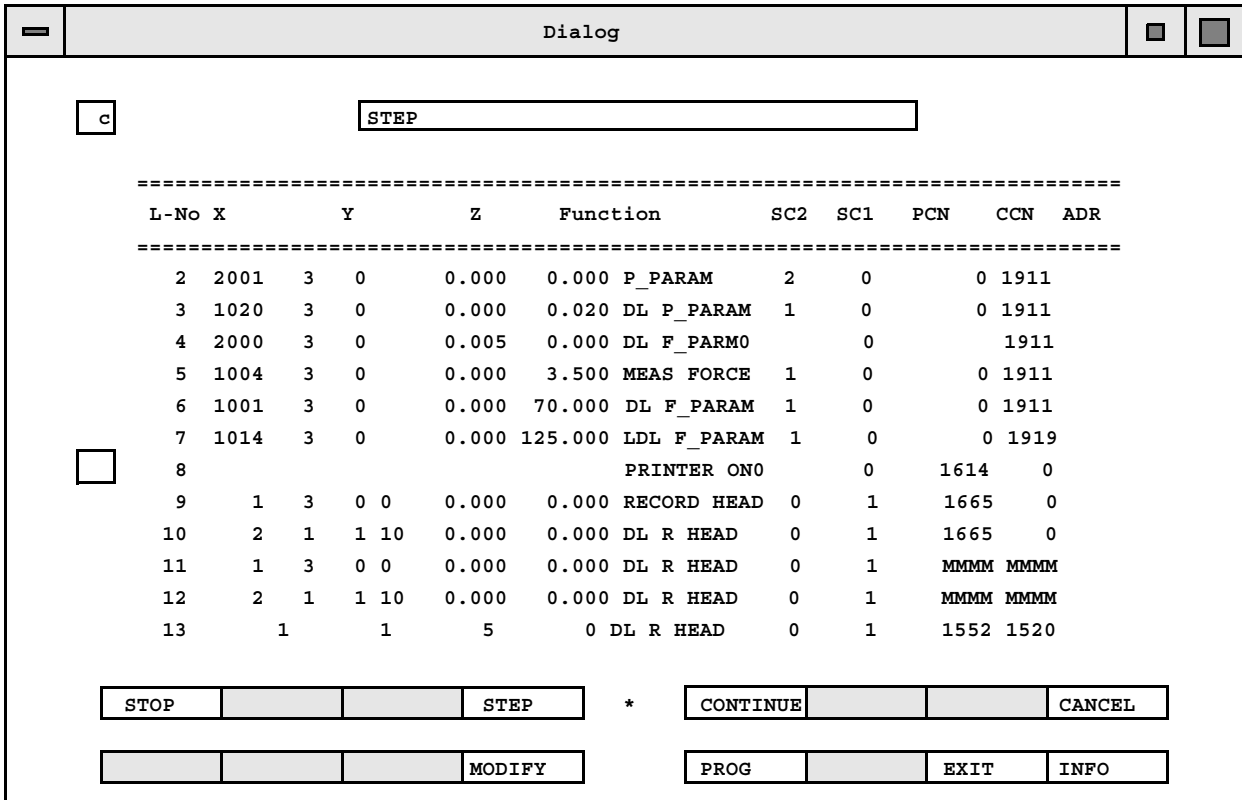 Dialog
c STEP
=============================================================================
L-No X Y Z Function SC2 SC1 PCN CCN ADR
=============================================================================
2 2001 3 0 0.000 0.000 P_PARAM 2 0 0 1911
3 1020 3 0 0.000 0.020 DL P_PARAM 1 0 0 1911
4 2000 3 0 0.005 0.000 DL F_PARM0 0 1911
5 1004 3 0 0.000 3.500 MEAS FORCE 1 0 0 1911
6 1001 3 0 0.000 70.000 DL F_PARAM 1 0 0 1911
7 1014 3 0 0.000 125.000 LDL F_PARAM 1 0 0 1919
8 PRINTER ON0 0 1614 0
9 1 3 0 0 0.000 0.000 RECORD HEAD 0 1 1665 0
10 2 1 1 10 0.000 0.000 DL R HEAD 0 1 1665 0
11 1 3 0 0 0.000 0.000 DL R HEAD 0 1 MMMM MMMM
12 2 1 1 10 0.000 0.000 DL R HEAD 0 1 MMMM MMMM
13 1 1 5 0 DL R HEAD 0 1 1552 1520
STOP STEP * CONTINUE CANCEL
MODIFY PROG EXIT INFO